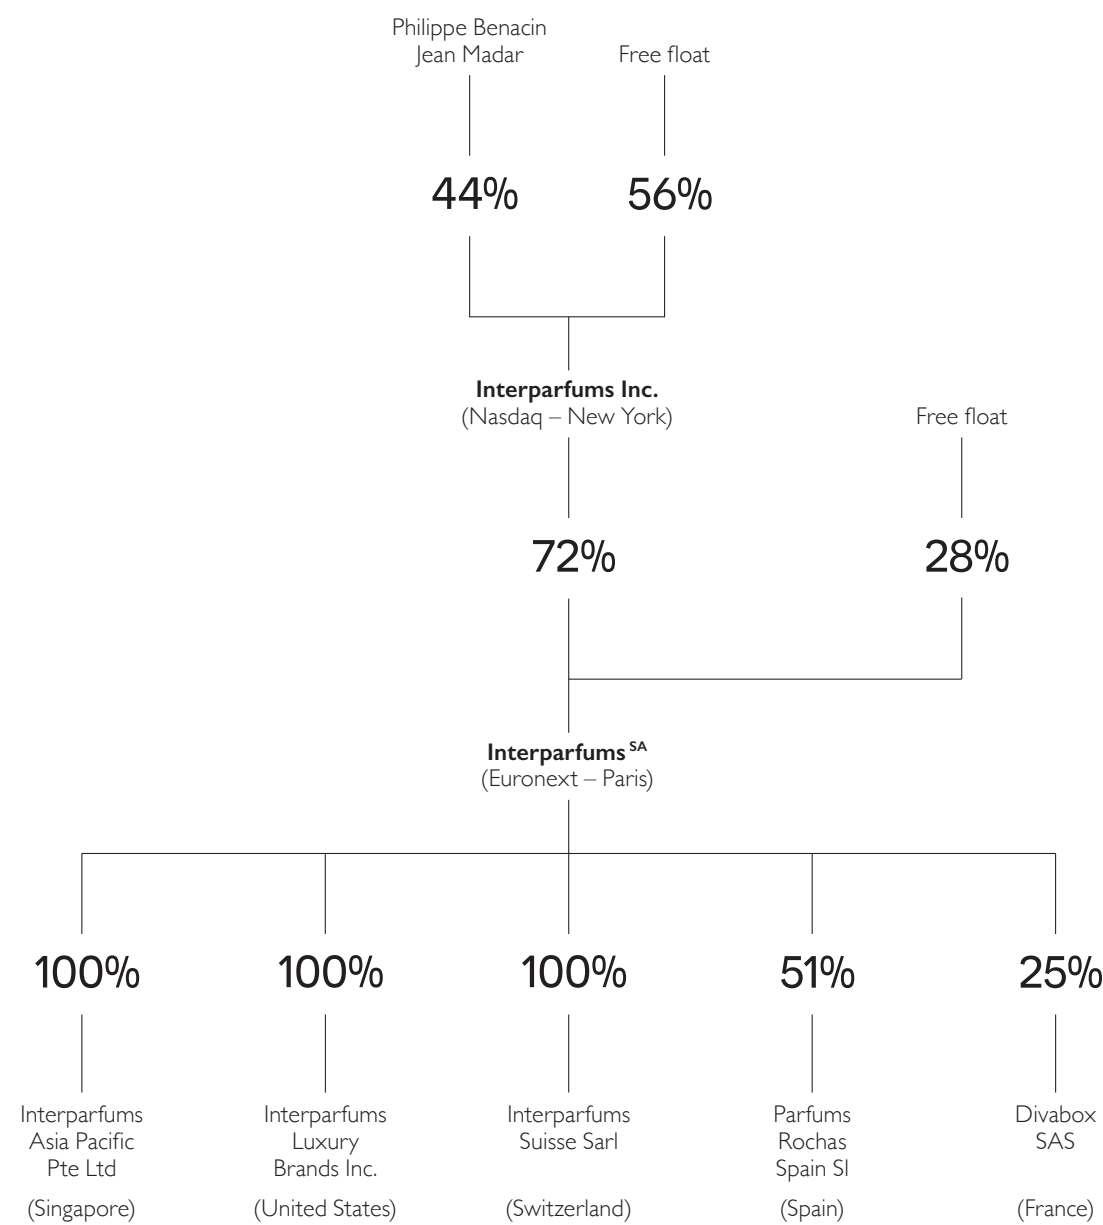 Philippe Benacin
Jean Madar
Free float
44%
56%
Interparfums Inc.
(Nasdaq – New York)
Free float
72%
28%
Interparfums SA
(Euronext – Paris)
100%
100%
100%
51%
25%
Interparfums
Asia Pacific
Pte Ltd
(Singapore)
Interparfums
Luxury
Brands Inc.
(United States)
Interparfums
Suisse Sarl
(Switzerland)
Parfums
Rochas
Spain Sl
(Spain)
Divabox
SAS
(France)